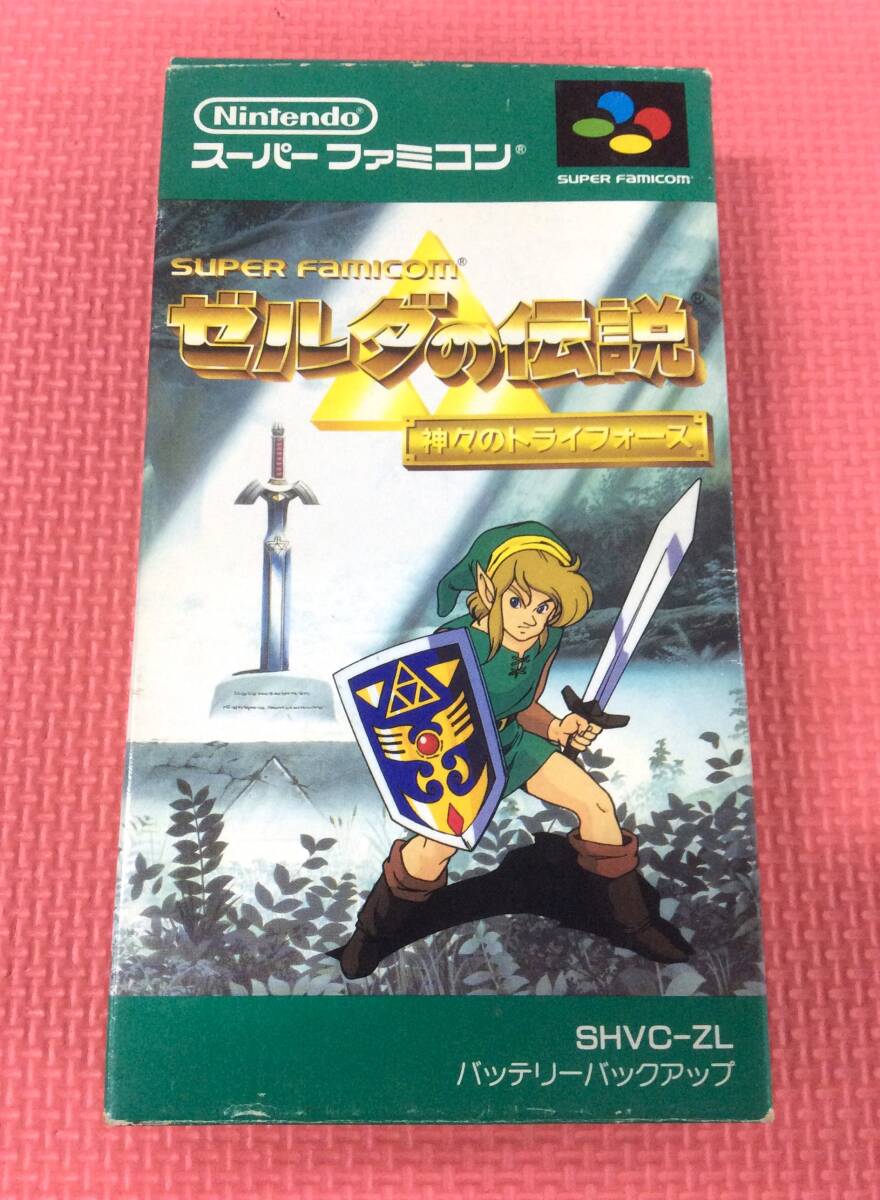 Nintendo®
スーパーファミコン®
SUPER FAMICOM
SUPER FAMICOM®
ゼルダの伝説®
神々のトライフォース
SHVC-ZL
バッテリーバックアップ